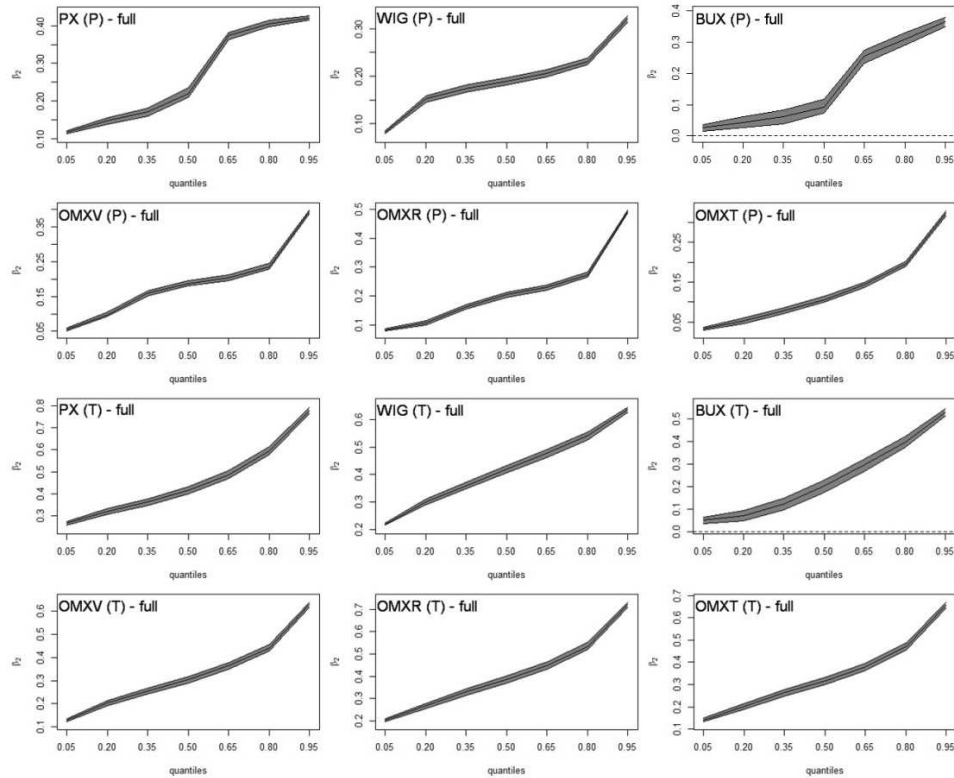 PX (P) - full
β₂
0.10 0.20 0.30 0.40
0.05 0.20 0.35 0.50 0.65 0.80 0.95
quantiles
WIG (P) - full
β₂
0.10 0.20 0.30
0.05 0.20 0.35 0.50 0.65 0.80 0.95
quantiles
BUX (P) - full
β₂
0.0 0.1 0.2 0.3 0.4
0.05 0.20 0.35 0.50 0.65 0.80 0.95
quantiles
OMXV (P) - full
β₂
0.05 0.15 0.25 0.35
0.05 0.20 0.35 0.50 0.65 0.80 0.95
quantiles
OMXR (P) - full
β₂
0.1 0.2 0.3 0.4 0.5
0.05 0.20 0.35 0.50 0.65 0.80 0.95
quantiles
OMXT (P) - full
β₂
0.05 0.15 0.25
0.05 0.20 0.35 0.50 0.65 0.80 0.95
quantiles
PX (T) - full
β₂
0.3 0.4 0.5 0.6 0.7 0.8
0.05 0.20 0.35 0.50 0.65 0.80 0.95
quantiles
WIG (T) - full
β₂
0.2 0.3 0.4 0.5 0.6
0.05 0.20 0.35 0.50 0.65 0.80 0.95
quantiles
BUX (T) - full
β₂
0.0 0.1 0.2 0.3 0.4 0.5
0.05 0.20 0.35 0.50 0.65 0.80 0.95
quantiles
OMXV (T) - full
β₂
0.1 0.2 0.3 0.4 0.5 0.6
0.05 0.20 0.35 0.50 0.65 0.80 0.95
quantiles
OMXR (T) - full
β₂
0.2 0.3 0.4 0.5 0.6 0.7
0.05 0.20 0.35 0.50 0.65 0.80 0.95
quantiles
OMXT (T) - full
β₂
0.1 0.2 0.3 0.4 0.5 0.6 0.7
0.05 0.20 0.35 0.50 0.65 0.80 0.95
quantiles